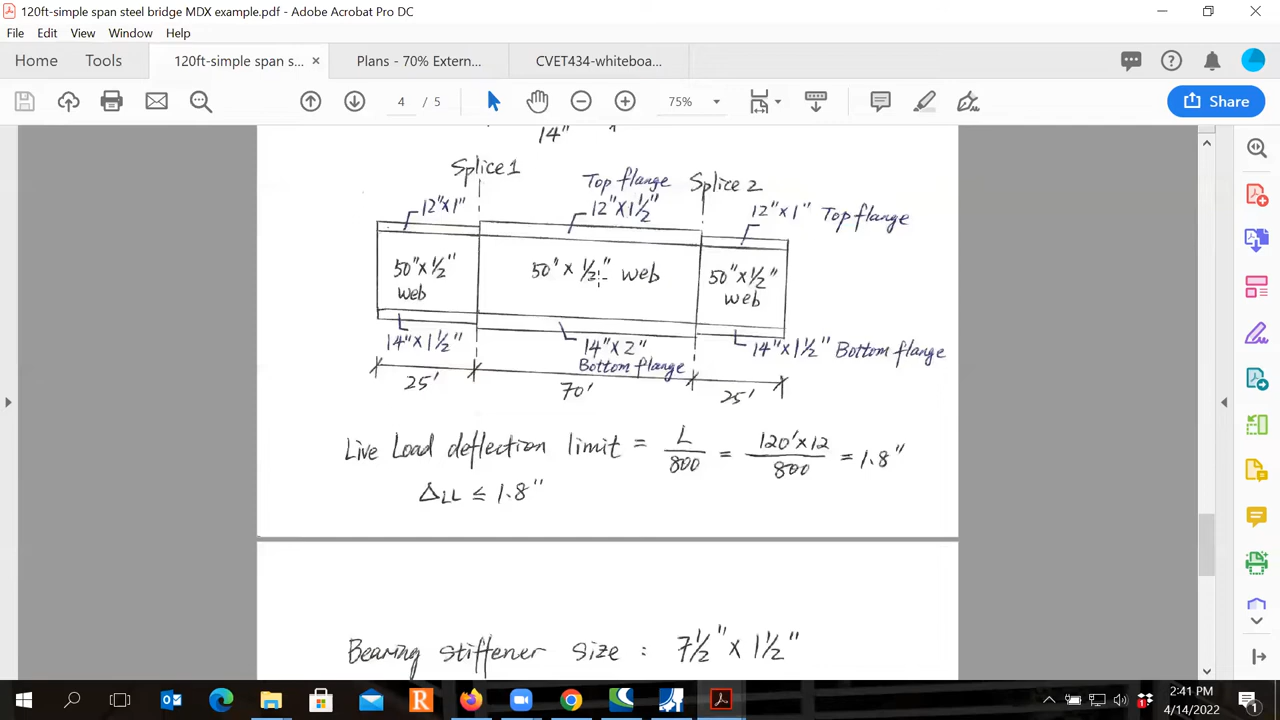 120ft-simple span steel bridge MDX example.pdf - Adobe Acrobat Pro DC
File Edit View Window Help
Home Tools 120ft-simple span s... × Plans - 70% Extern... CVET434-whiteboa...
4 / 5 75% Share
14"
Splice 1 Top flange Splice 2
12"x1" 12"x1½" 12"x1" Top flange
50"x½" web 50"x½" web 50"x½" web
14"x1½" 14"x2" 14"x1½" Bottom flange
Bottom flange
25' 70' 25'
Live Load deflection limit = L/800 = 120'x12/800 = 1.8"
ΔLL ≤ 1.8"
Bearing stiffener size : 7½" x 1½"
2:41 PM
4/14/2022